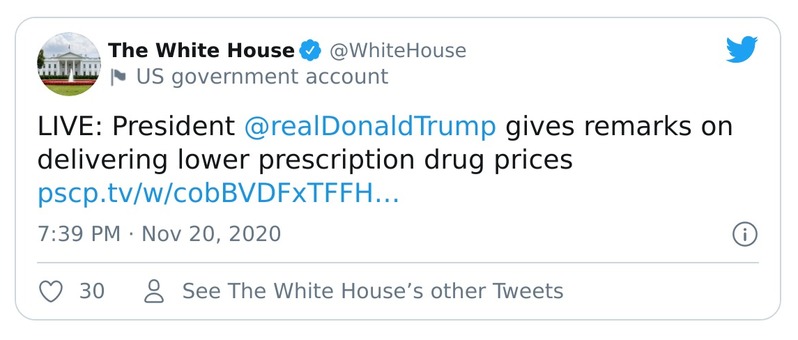 The White House @WhiteHouse
US government account
LIVE: President @realDonaldTrump gives remarks on
delivering lower prescription drug prices
pscp.tv/w/cobBVDFxTFFH…
7:39 PM · Nov 20, 2020
30 See The White House’s other Tweets